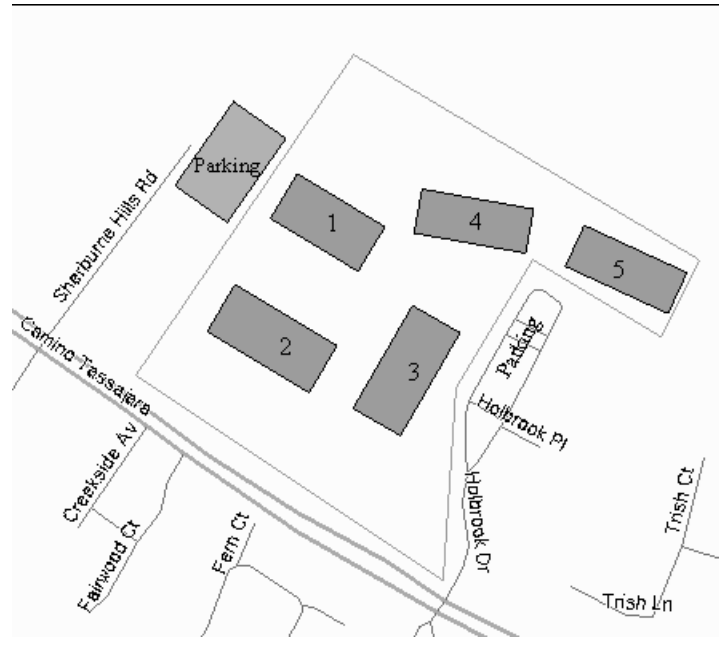 Parking
Sherburne Hills Rd
1
4
5
Camino Tassajara
2
3
Parking
Holbrook Pl
Creekside Av
Fairwood Ct
Fern Ct
Holbrook Dr
Trish Ct
Trish Ln